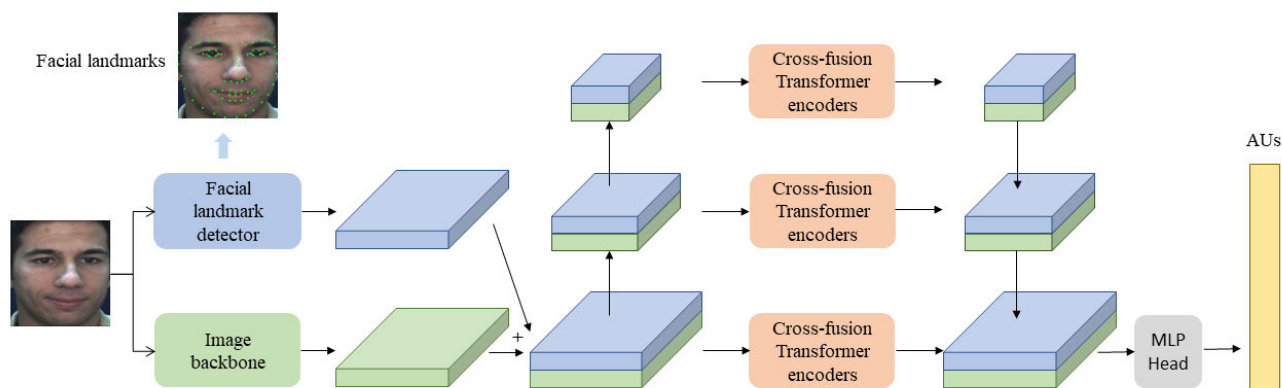 Facial landmarks
Facial
landmark
detector
Image
backbone
+
Cross-fusion
Transformer
encoders
Cross-fusion
Transformer
encoders
Cross-fusion
Transformer
encoders
MLP
Head
AUs